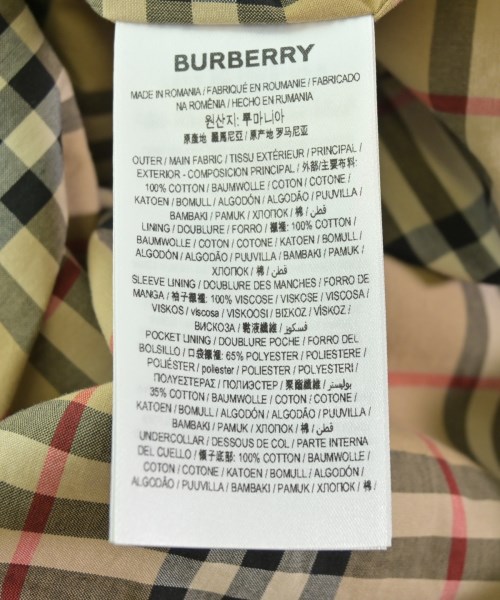 BURBERRY
MADE IN ROMANIA / FABRIQUÉ EN ROUMANIE / FABRICADO
NA ROMÊNIA / HECHO EN RUMANIA
원산지: 루마니아
原產地 羅馬尼亞 / 原产地 罗马尼亚
OUTER / MAIN FABRIC / TISSU EXTÉRIEUR / PRINCIPAL /
EXTERIOR - COMPOSICION PRINCIPAL / 外部/主要布料:
100% COTTON / BAUMWOLLE / COTON / COTONE /
KATOEN / BOMULL / ALGODÓN / ALGODÃO / PUUVILLA /
BAMBAKI / PAMUK / ХЛОПОК / 棉 / قطن /
LINING / DOUBLURE / FORRO / 襯裡: 100% COTTON /
BAUMWOLLE / COTON / COTONE / KATOEN / BOMULL /
ALGODÓN / ALGODÃO / PUUVILLA / BAMBAKI / PAMUK /
ХЛОПОК / 棉 / قطن /
SLEEVE LINING / DOUBLURE DES MANCHES / FORRO DE
MANGA / 袖子襯裡: 100% VISCOSE / VISKOSE / VISCOSA /
VISKOS / viscosa / VISKOOSI / ΒΙΣΚΟΖ / VİSKOZ /
ВИСКОЗА / 黏液纖維 / فسكوز /
POCKET LINING / DOUBLURE POCHE / FORRO DEL
BOLSILLO / 口袋襯裡: 65% POLYESTER / POLIESTERE /
POLIÉSTER / poliester / POLIESTER / POLYESTERI /
ΠΟΛΥΕΣΤΕΡΑΣ / ПОЛИЭСТЕР / 聚酯纖維 / بوليستر /
35% COTTON / BAUMWOLLE / COTON / COTONE /
KATOEN / BOMULL / ALGODÓN / ALGODÃO / PUUVILLA /
BAMBAKI / PAMUK / ХЛОПОК / 棉 / قطن /
UNDERCOLLAR / DESSOUS DE COL / PARTE INTERNA
DEL CUELLO / 領子底部: 100% COTTON / BAUMWOLLE /
COTON / COTONE / KATOEN / BOMULL / ALGODÓN /
ALGODÃO / PUUVILLA / BAMBAKI / PAMUK / ХЛОПОК / 棉 /